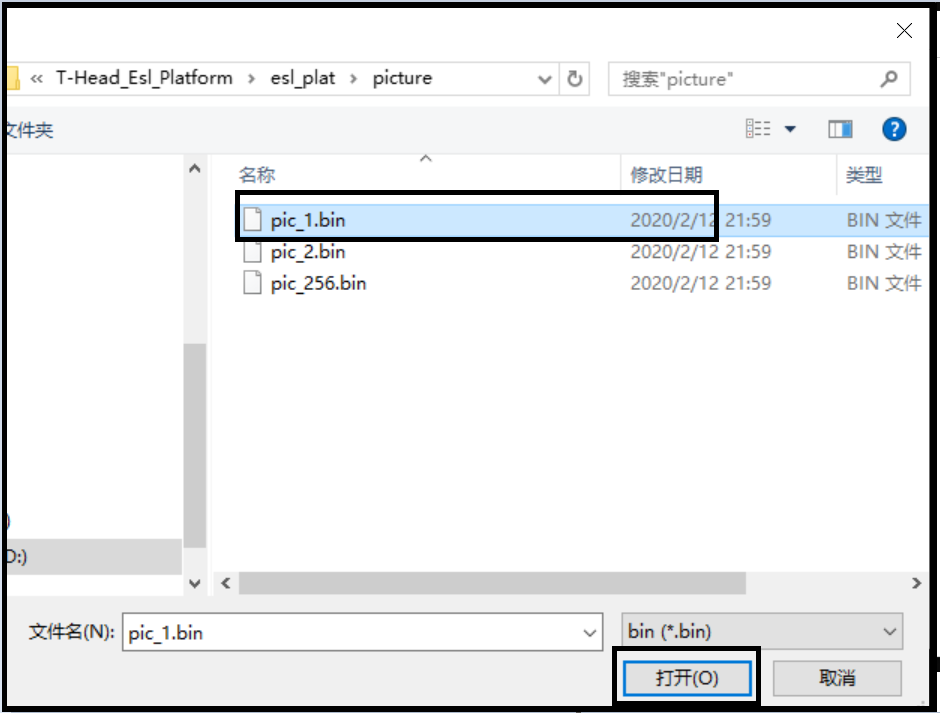 « T-Head_Esl_Platform › esl_plat › picture 搜索"picture"
文件夹
名称 修改日期 类型
pic_1.bin 2020/2/12 21:59 BIN 文件
pic_2.bin 2020/2/12 21:59 BIN 文件
pic_256.bin 2020/2/12 21:59 BIN 文件
D:)
文件名(N): pic_1.bin bin (*.bin)
打开(O) 取消